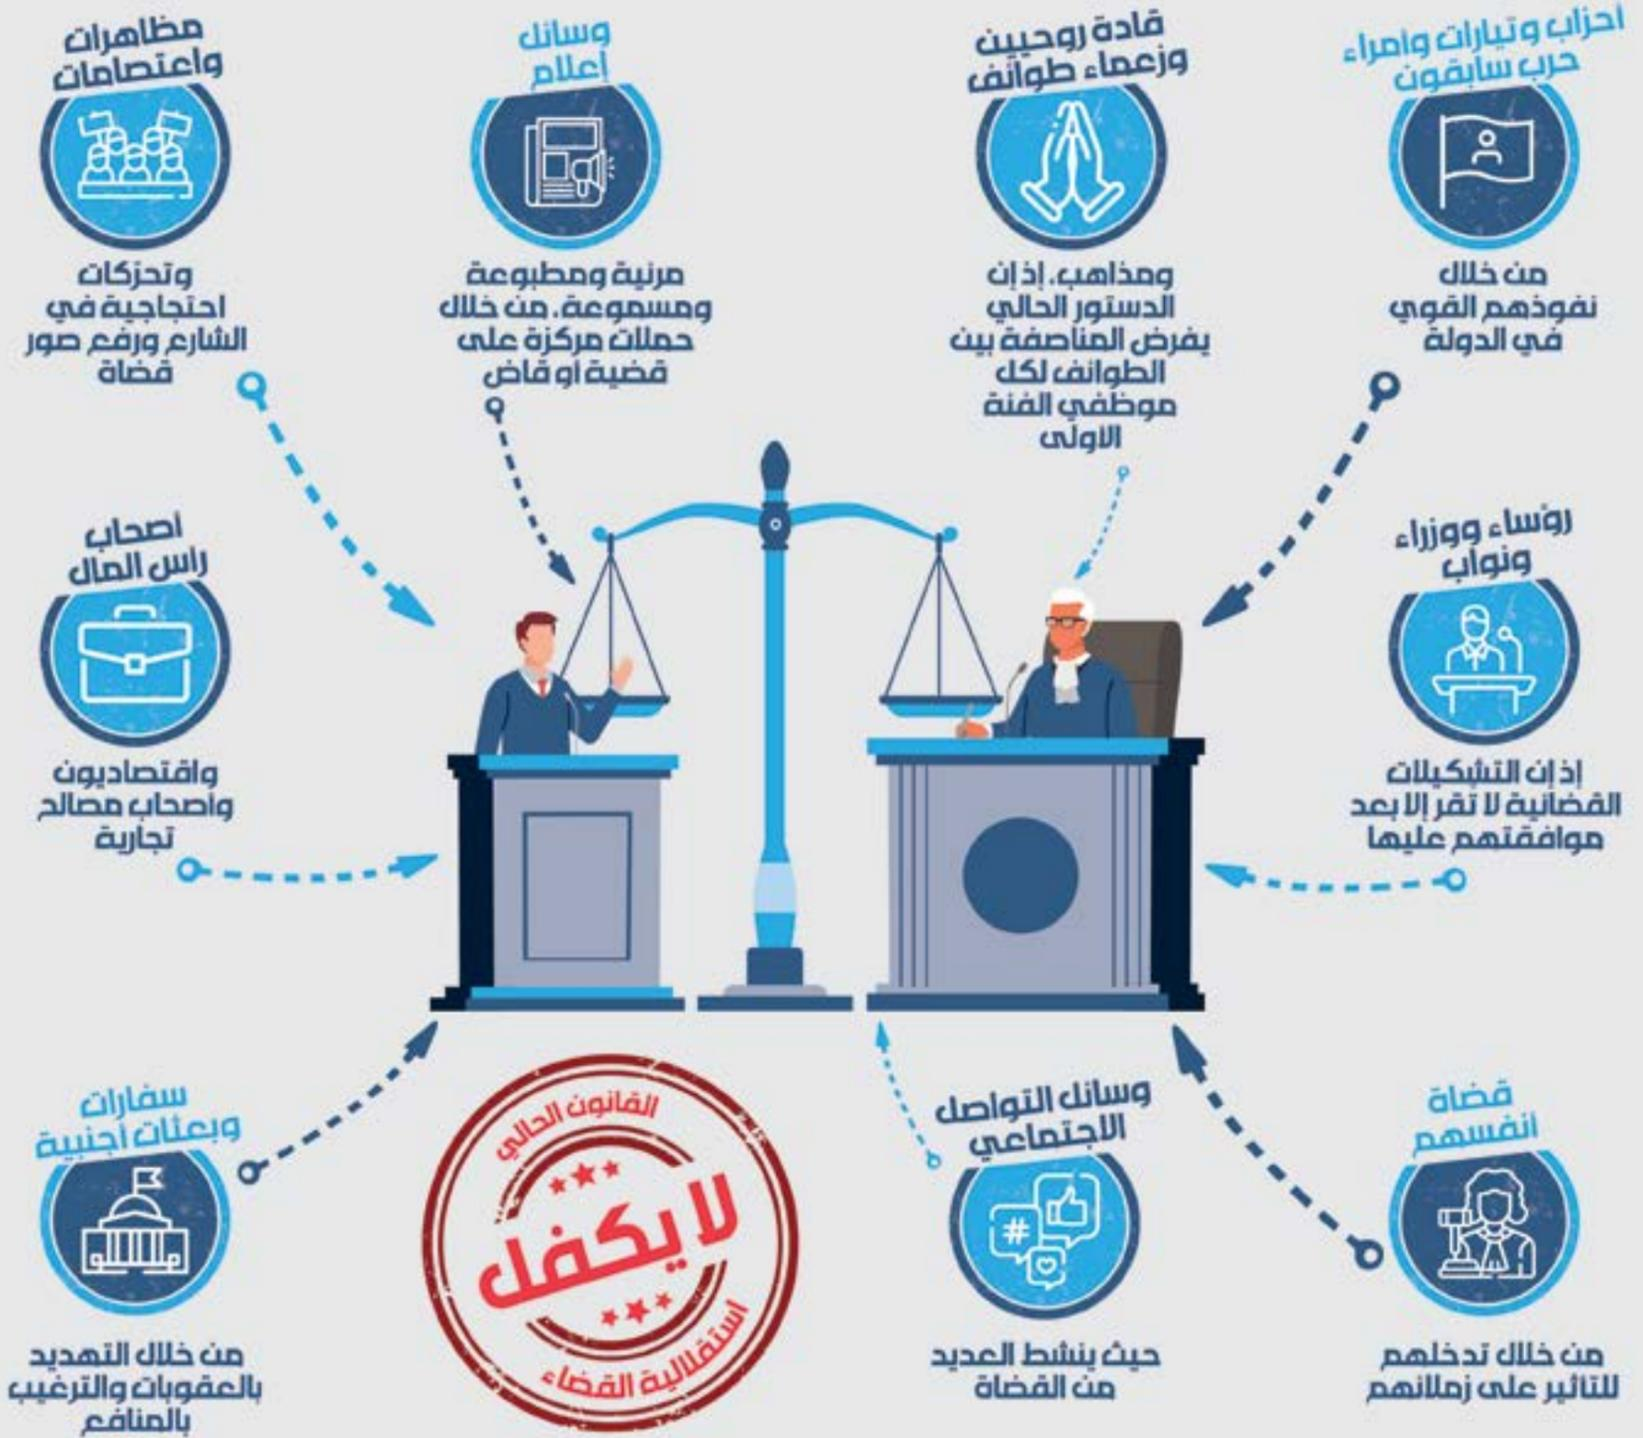 أحزاب وتيارات وأمراء
حرب سابقون
من خلال
نفوذهم القوي
في الدولة
قادة روحيين
وزعماء طوائف
ومذاهب، إذ إن
الدستور الحالي
يفرض المناصفة بين
الطوائف لكل
موظفي الفئة
الأولى
وسائل
إعلام
مرئية ومطبوعة
ومسموعة، من خلال
حملات مركزة على
قضية أو قاض
مظاهرات
واعتصامات
وتحركات
احتجاجية في
الشارع ورفع صور
قضاة
رؤساء ووزراء
ونواب
إذ إن التشكيلات
القضائية لا تقر إلا بعد
موافقتهم عليها
أصحاب
رأس المال
واقتصاديون
وأصحاب مصالح
تجارية
قضاة
أنفسهم
من خلال تدخلهم
للتأثير على زملائهم
وسائل التواصل
الاجتماعي
#
حيث ينشط العديد
من القضاة
القانون الحالي
لا يكفل
استقلالية القضاء
سفارات
وبعثات أجنبية
من خلال التهديد
بالعقوبات والترغيب
بالمنافع